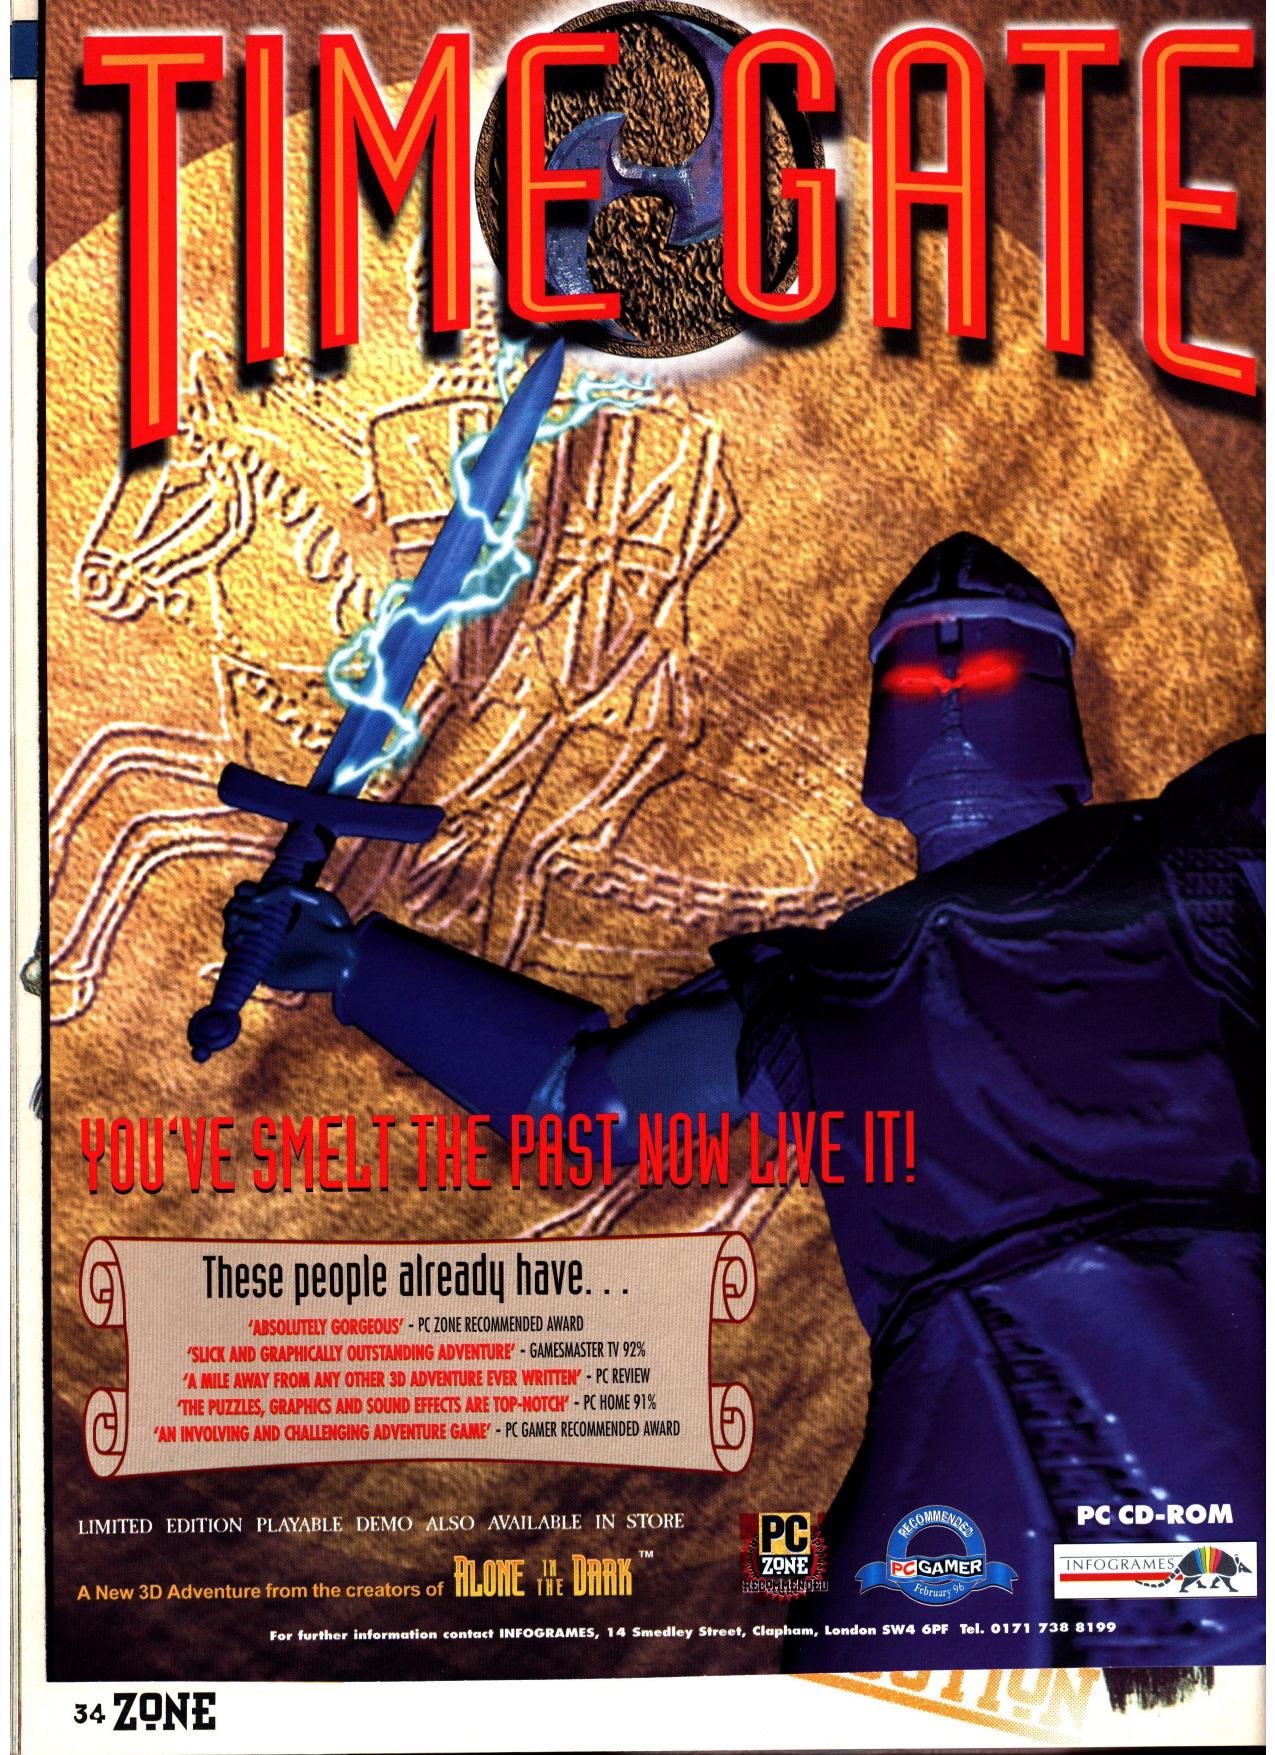 TIME GATE
YOU'VE SMELT THE PAST NOW LIVE IT!
These people already have...
'ABSOLUTELY GORGEOUS' - PC ZONE RECOMMENDED AWARD
'SLICK AND GRAPHICALLY OUTSTANDING ADVENTURE' - GAMESMASTER TV 92%
'A MILE AWAY FROM ANY OTHER 3D ADVENTURE EVER WRITTEN' - PC REVIEW
'THE PUZZLES, GRAPHICS AND SOUND EFFECTS ARE TOP-NOTCH' - PC HOME 91%
'AN INVOLVING AND CHALLENGING ADVENTURE GAME' - PC GAMER RECOMMENDED AWARD
LIMITED EDITION PLAYABLE DEMO ALSO AVAILABLE IN STORE
A New 3D Adventure from the creators of ALONE IN THE DARK™
PC
ZONE
RECOMMENDED
RECOMMENDED
PC GAMER
February 96
PC CD-ROM
INFOGRAMES
For further information contact INFOGRAMES, 14 Smedley Street, Clapham, London SW4 6PF Tel. 0171 738 8199
34 ZONE